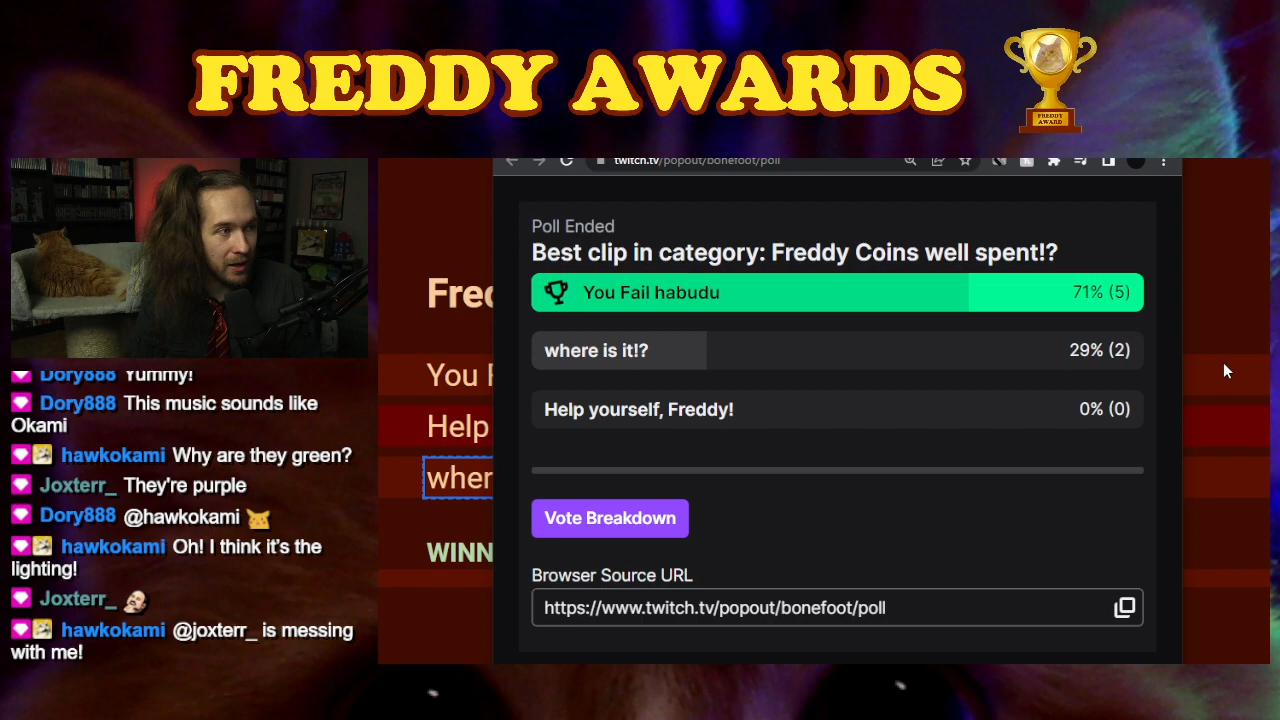 FREDDY AWARDS
FREDDY
AWARD
twitch.tv/popout/bonefoot/poll
Poll Ended
Best clip in category: Freddy Coins well spent!?
You Fail habudu
71% (5)
where is it!?
29% (2)
Help yourself, Freddy!
0% (0)
Vote Breakdown
Browser Source URL
https://www.twitch.tv/popout/bonefoot/poll
Fred
You F
Help
wher
WINN
Dory888 Yummy!
Dory888 This music sounds like
Okami
hawkokami Why are they green?
Joxterr_ They're purple
Dory888 @hawkokami
hawkokami Oh! I think it's the
lighting!
Joxterr_
hawkokami @joxterr_ is messing
with me!